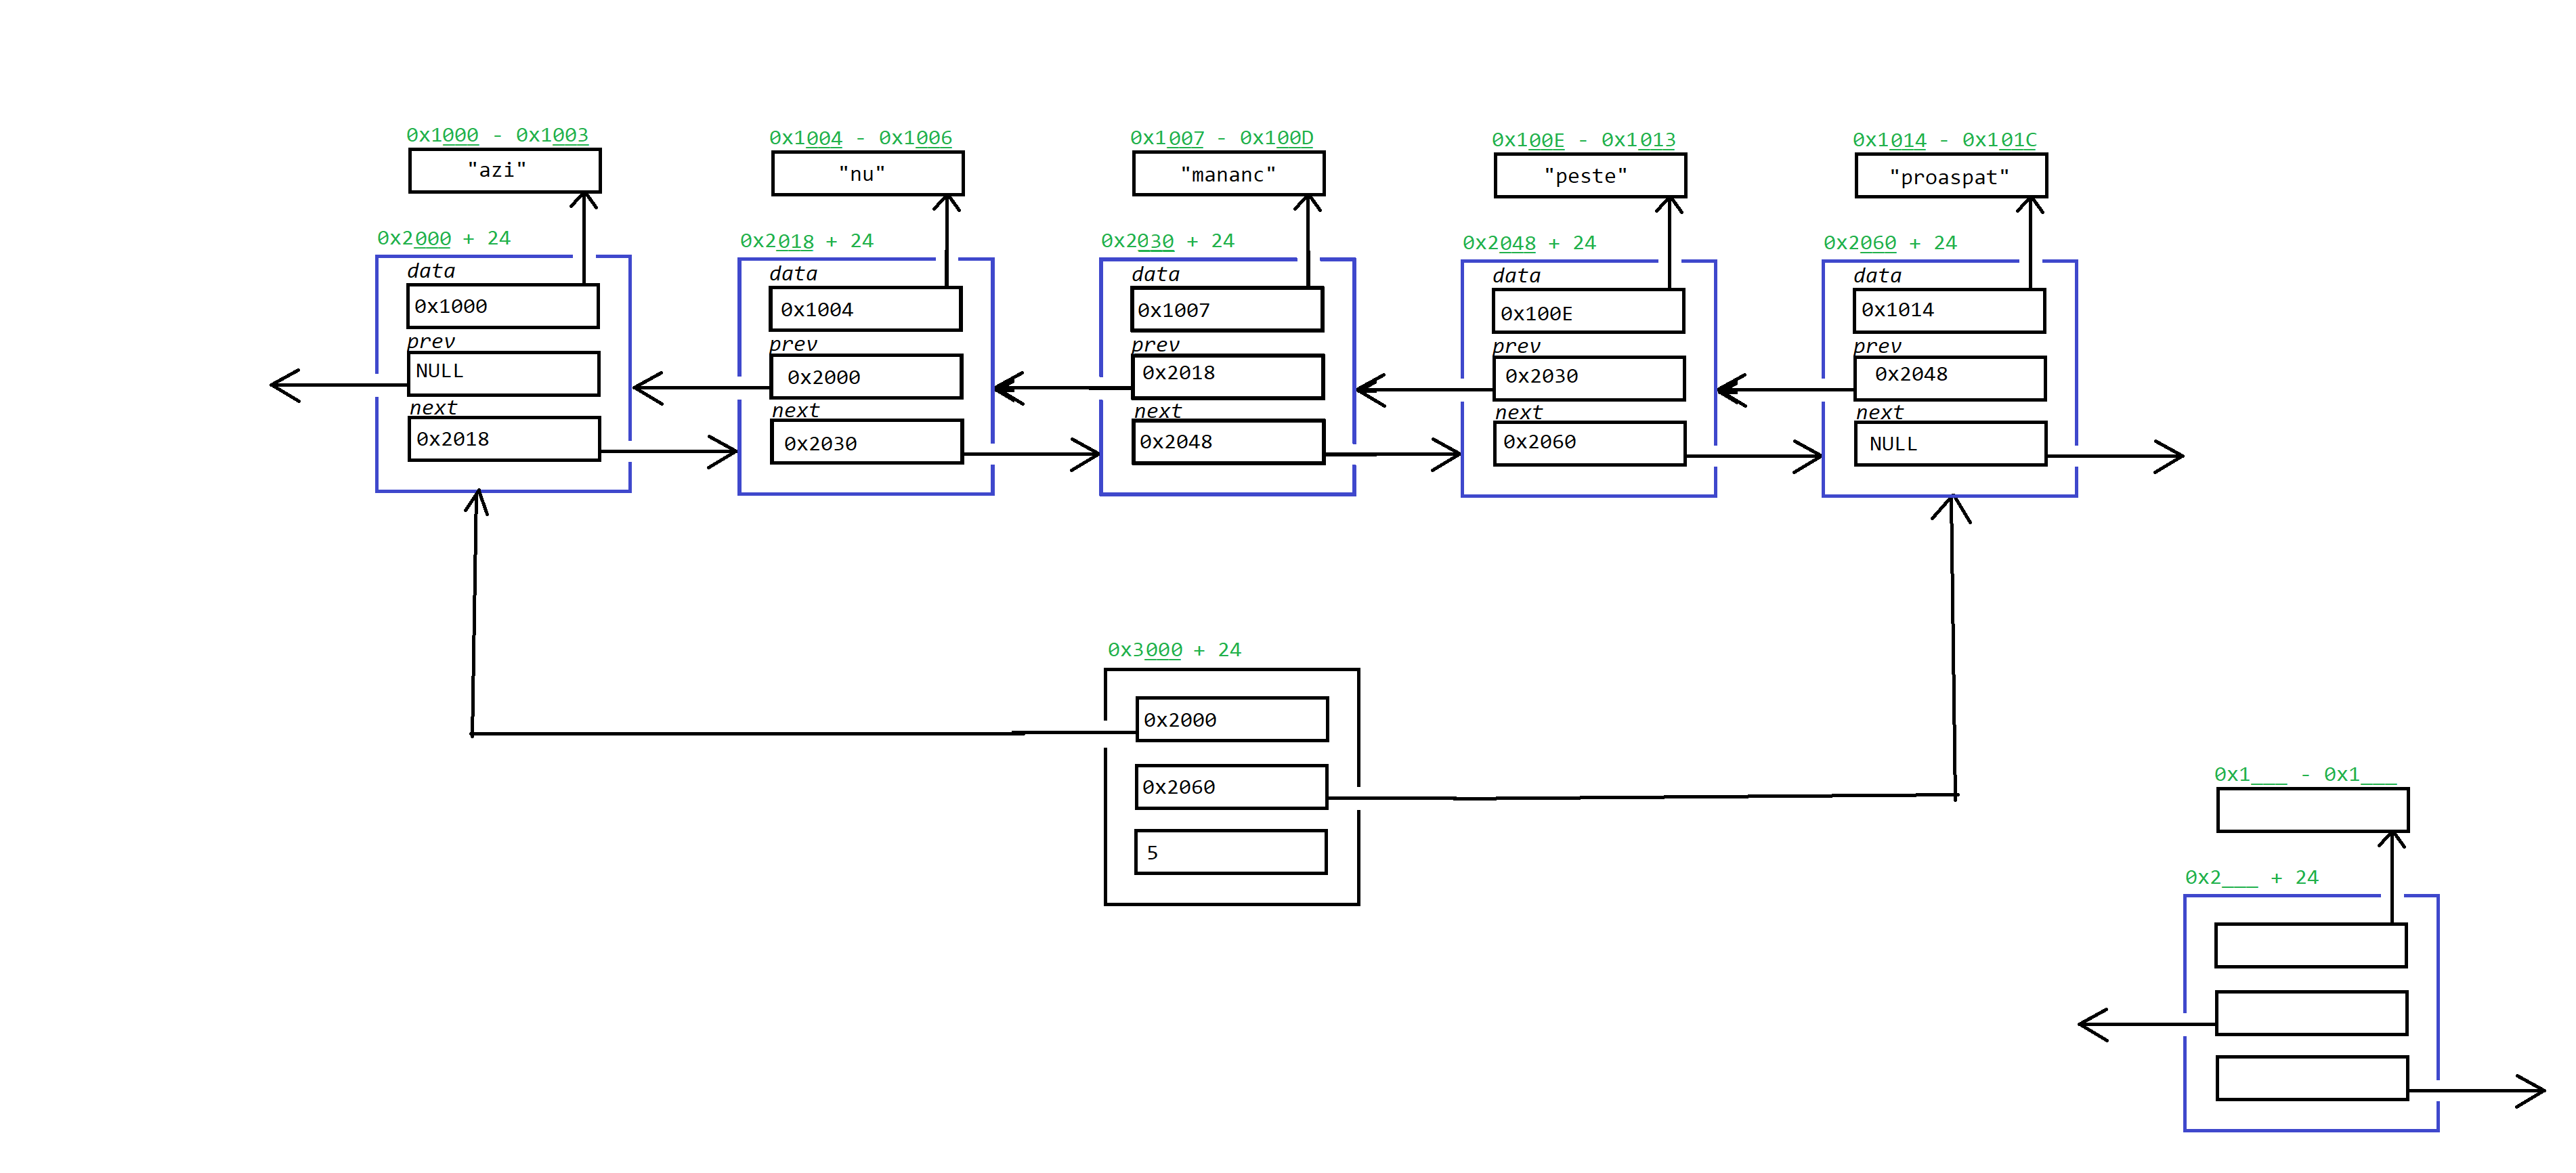 0x1000 - 0x1003
"azi"
0x2000 + 24
data
0x1000
prev
NULL
next
0x2018
0x1004 - 0x1006
"nu"
0x2018 + 24
data
0x1004
prev
0x2000
next
0x2030
0x1007 - 0x100D
"mananc"
0x2030 + 24
data
0x1007
prev
0x2018
next
0x2048
0x100E - 0x1013
"peste"
0x2048 + 24
data
0x100E
prev
0x2030
next
0x2060
0x1014 - 0x101C
"proaspat"
0x2060 + 24
data
0x1014
prev
0x2048
next
NULL
0x3000 + 24
0x2000
0x2060
5
0x1___ - 0x1___
0x2___ + 24